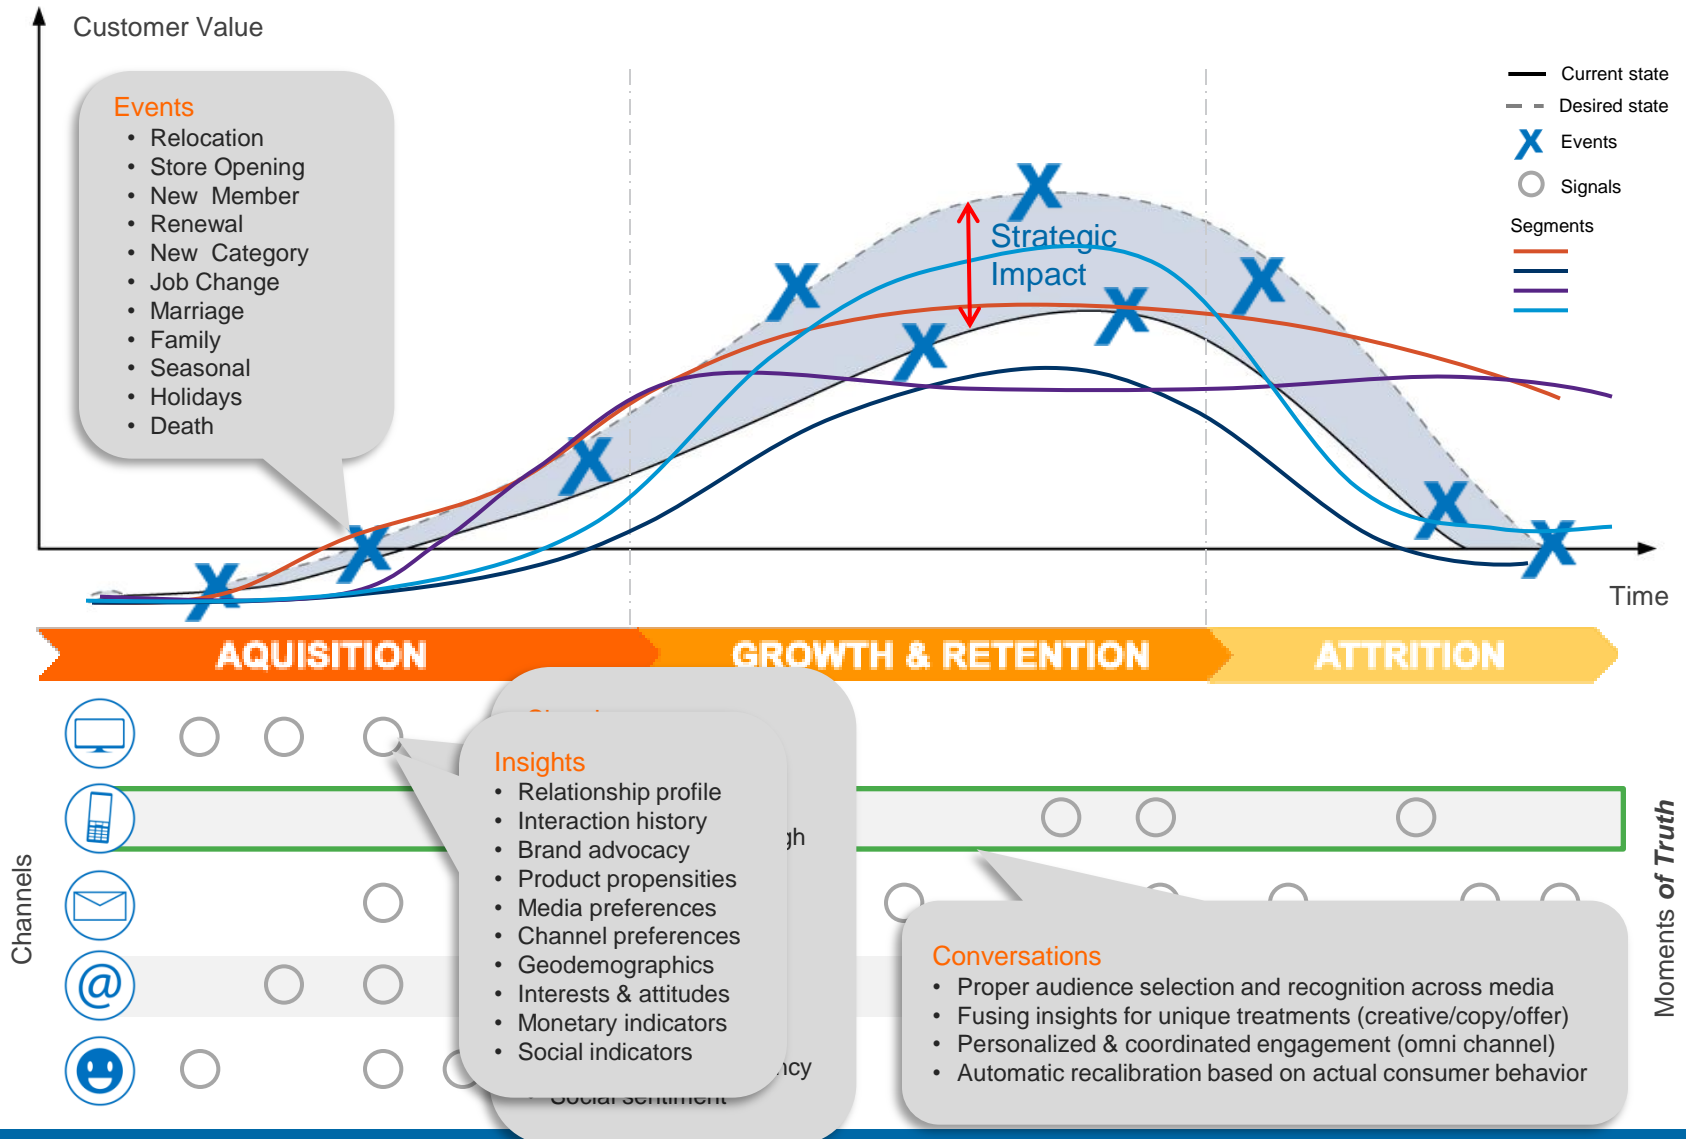 Customer Value
Current state
Desired state
Events
Signals
Segments
Events
• Relocation
• Store Opening
• New Member
• Renewal
• New Category
• Job Change
• Marriage
• Family
• Seasonal
• Holidays
• Death
Strategic
Impact
Time
AQUISITION
GROWTH & RETENTION
ATTRITION
Channels
@
Insights
• Relationship profile
• Interaction history
• Brand advocacy
• Product propensities
• Media preferences
• Channel preferences
• Geodemographics
• Interests & attitudes
• Monetary indicators
• Social indicators
• Social sentiment
Conversations
• Proper audience selection and recognition across media
• Fusing insights for unique treatments (creative/copy/offer)
• Personalized & coordinated engagement (omni channel)
• Automatic recalibration based on actual consumer behavior
Moments of Truth